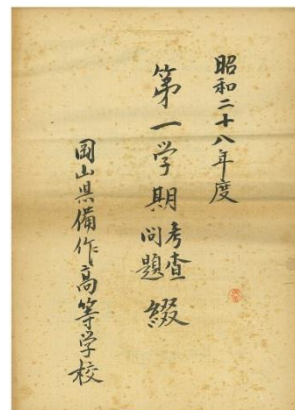 昭和二十八年度
第一学期考査問題綴
岡山県備作高等学校